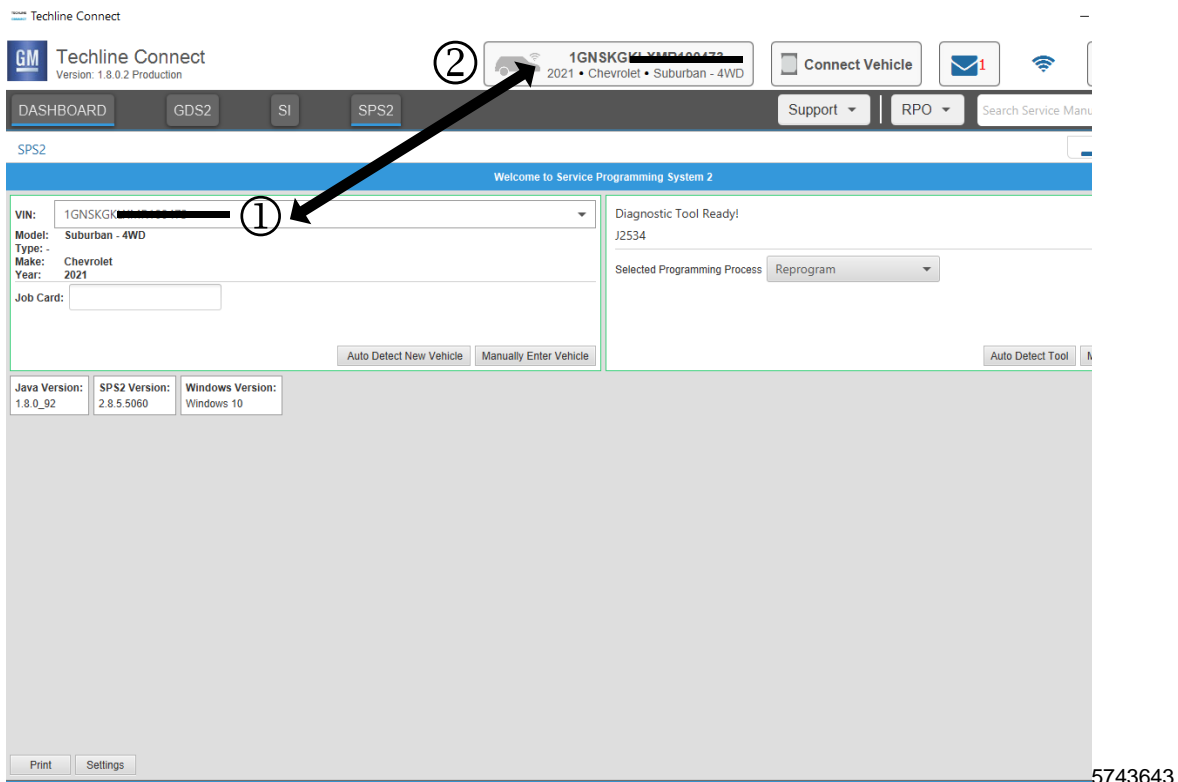 Techline Connect
GM
Techline Connect
Version: 1.8.0.2 Production
②
1GNSKGK
2021 • Chevrolet • Suburban - 4WD
Connect Vehicle
1
DASHBOARD
GDS2
SI
SPS2
Support
RPO
Search Service Manu
SPS2
Welcome to Service Programming System 2
VIN: 1GNSKGK
①
Model: Suburban - 4WD
Type: -
Make: Chevrolet
Year: 2021
Job Card:
Auto Detect New Vehicle
Manually Enter Vehicle
Diagnostic Tool Ready!
J2534
Selected Programming Process Reprogram
Auto Detect Tool
Java Version:
1.8.0_92
SPS2 Version:
2.8.5.5060
Windows Version:
Windows 10
Print
Settings
5743643